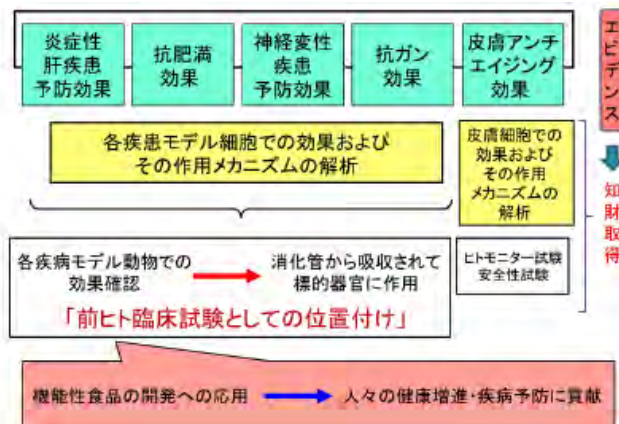 炎症性
肝疾患
予防効果
抗肥満
効果
神経変性
疾患
予防効果
抗ガン
効果
皮膚アンチ
エイジング
効果
エビデンス
各疾患モデル細胞での効果および
その作用メカニズムの解析
皮膚細胞での
効果および
その作用
メカニズムの
解析
知財取得
各疾病モデル動物での
効果確認
消化管から吸収されて
標的器官に作用
「前ヒト臨床試験としての位置付け」
ヒトモニター試験
安全性試験
機能性食品の開発への応用
人々の健康増進・疾病予防に貢献